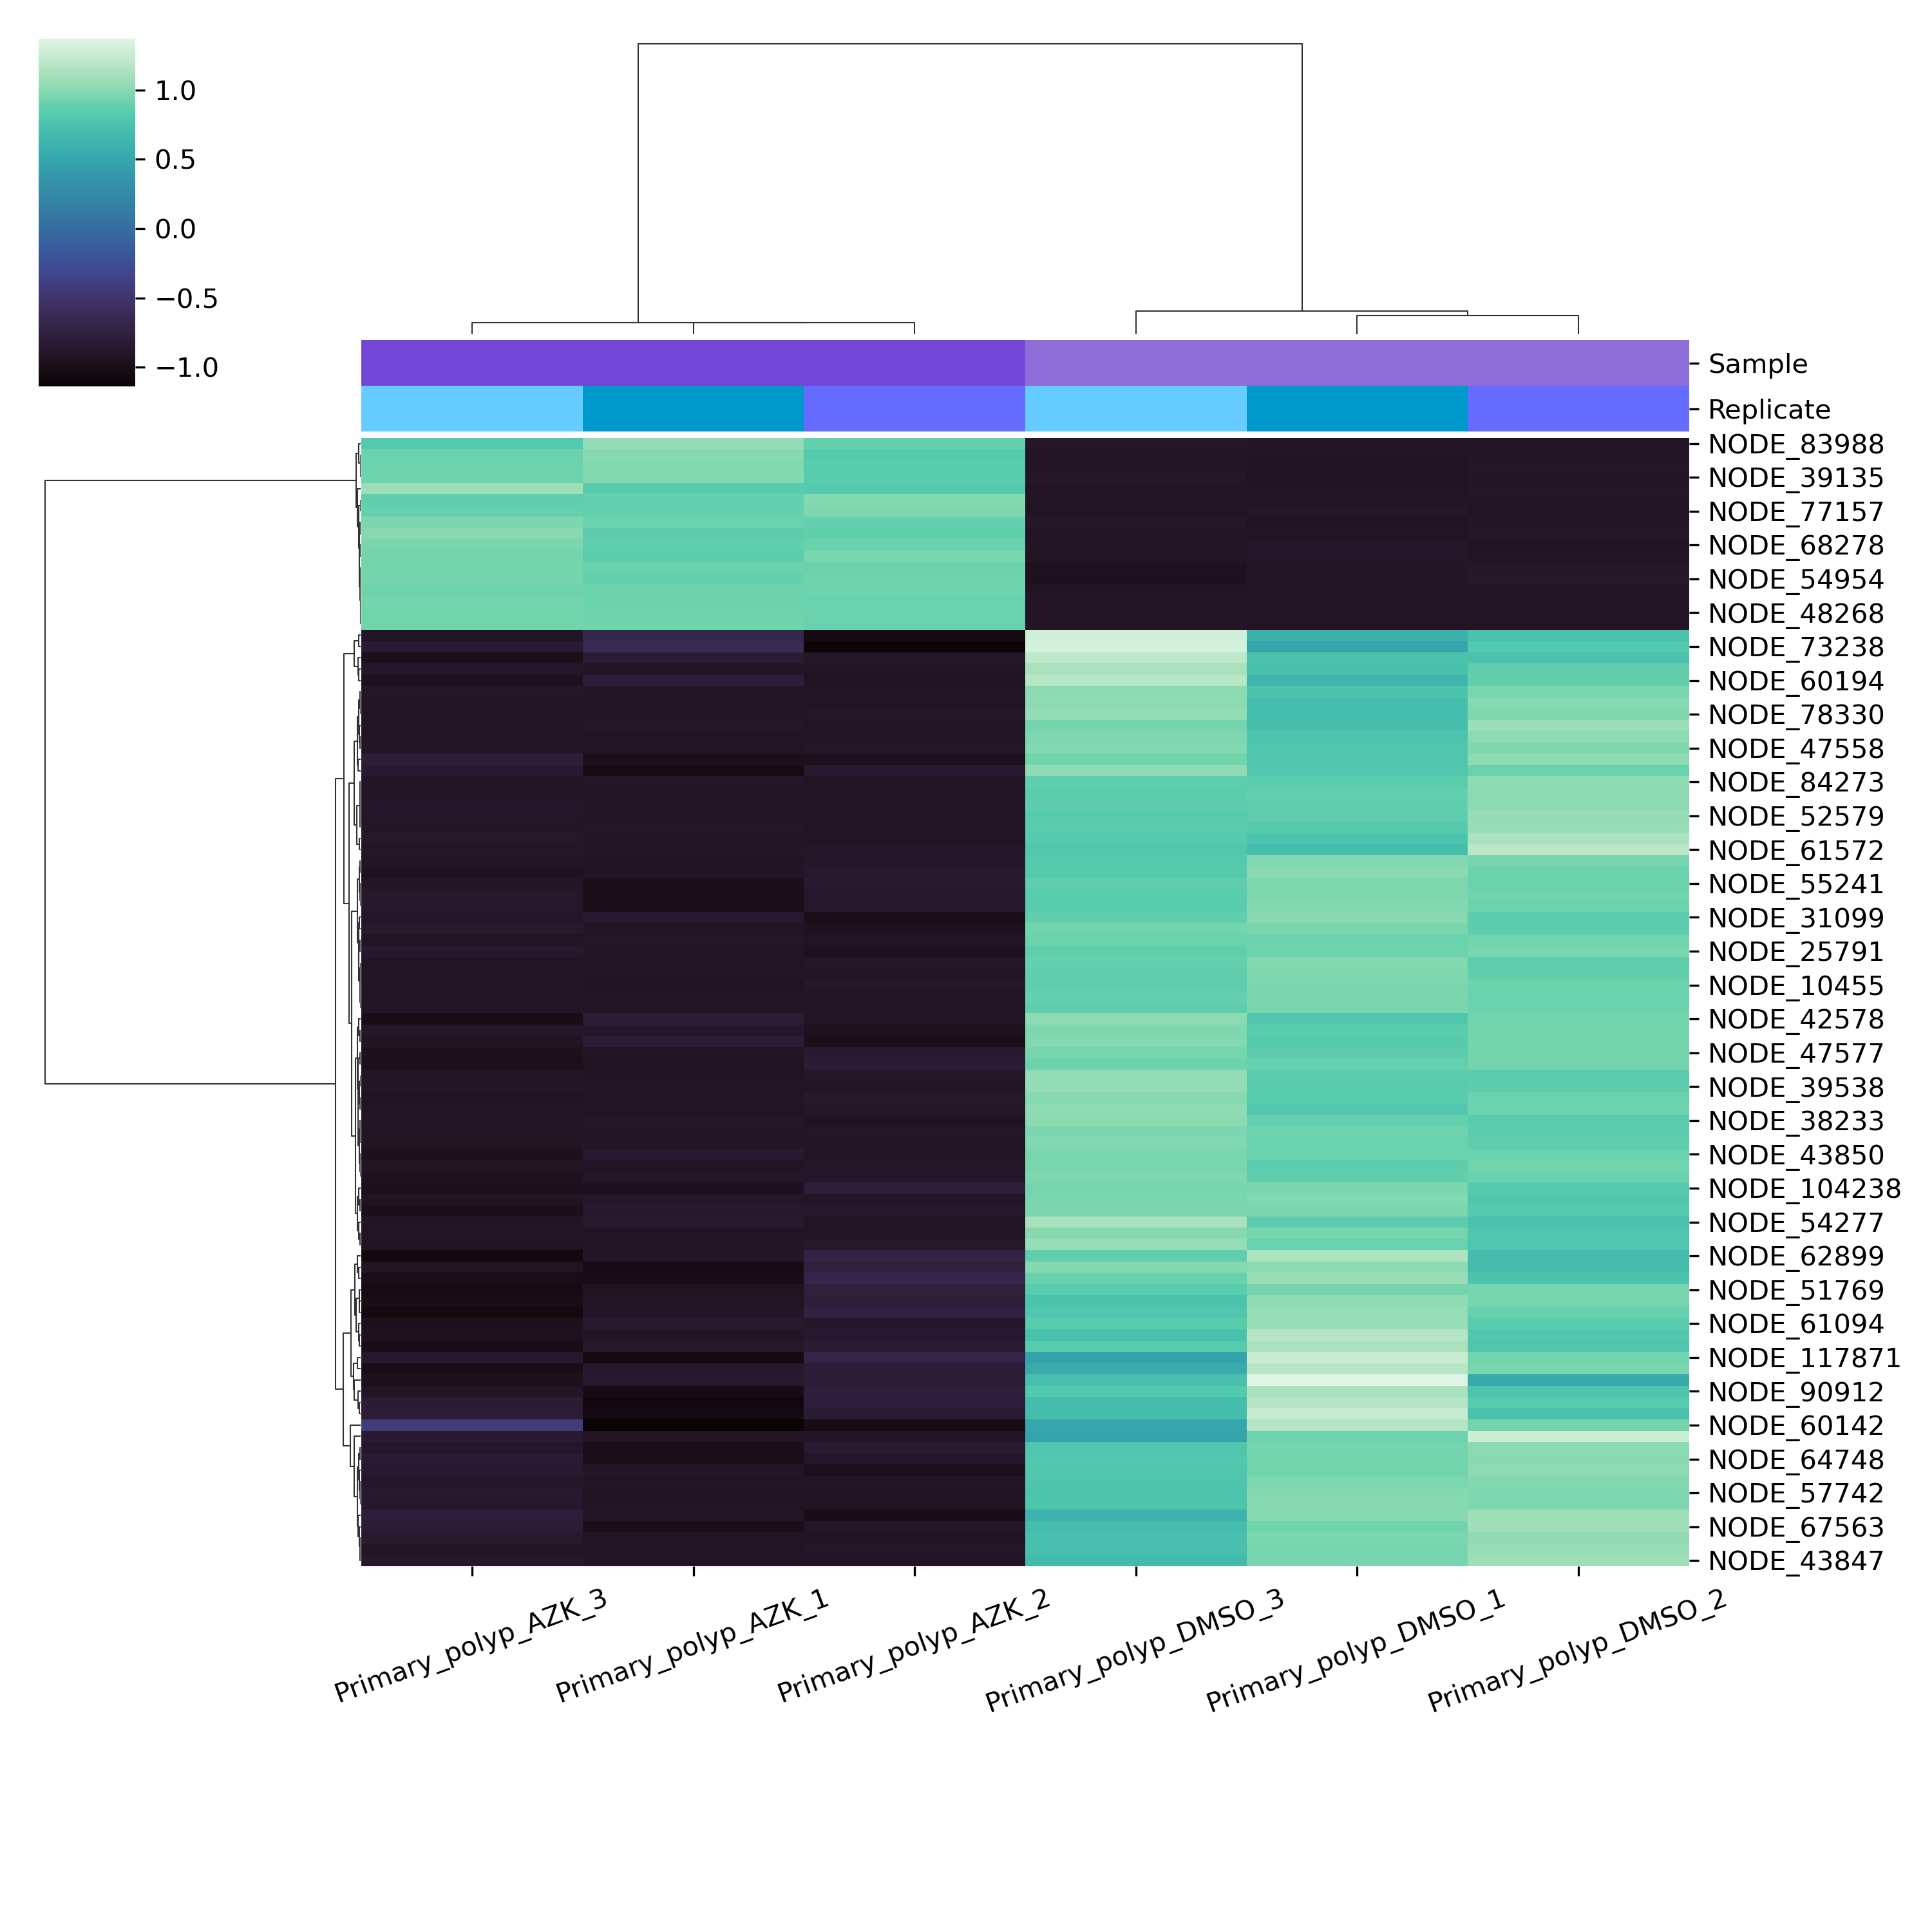 1.0
0.5
0.0
−0.5
−1.0
Sample
Replicate
NODE_83988
NODE_39135
NODE_77157
NODE_68278
NODE_54954
NODE_48268
NODE_73238
NODE_60194
NODE_78330
NODE_47558
NODE_84273
NODE_52579
NODE_61572
NODE_55241
NODE_31099
NODE_25791
NODE_10455
NODE_42578
NODE_47577
NODE_39538
NODE_38233
NODE_43850
NODE_104238
NODE_54277
NODE_62899
NODE_51769
NODE_61094
NODE_117871
NODE_90912
NODE_60142
NODE_64748
NODE_57742
NODE_67563
NODE_43847
Primary_polyp_AZK_3
Primary_polyp_AZK_1
Primary_polyp_AZK_2
Primary_polyp_DMSO_3
Primary_polyp_DMSO_1
Primary_polyp_DMSO_2